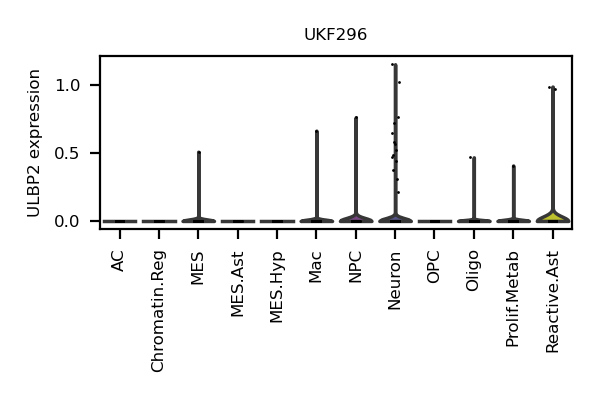 UKF296
ULBP2 expression
1.0
0.5
0.0
AC
Chromatin.Reg
MES
MES.Ast
MES.Hyp
Mac
NPC
Neuron
OPC
Oligo
Prolif.Metab
Reactive.Ast